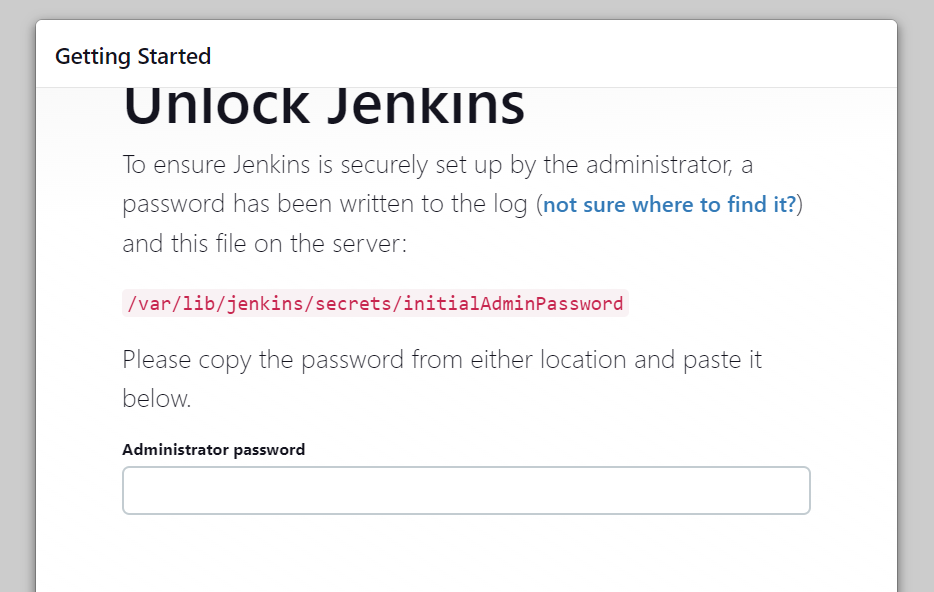 Getting Started
Unlock Jenkins
To ensure Jenkins is securely set up by the administrator, a
password has been written to the log (not sure where to find it?)
and this file on the server:
/var/lib/jenkins/secrets/initialAdminPassword
Please copy the password from either location and paste it
below.
Administrator password